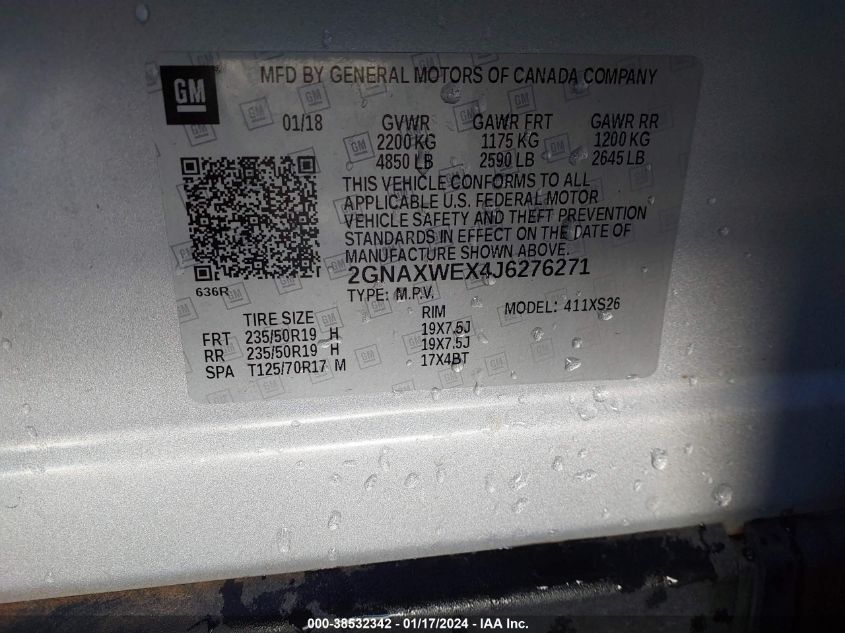 GM
MFD BY GENERAL MOTORS OF CANADA COMPANY
01/18 GVWR GAWR FRT GAWR RR
2200 KG 1175 KG 1200 KG
4850 LB 2590 LB 2645 LB
THIS VEHICLE CONFORMS TO ALL
APPLICABLE U.S. FEDERAL MOTOR
VEHICLE SAFETY AND THEFT PREVENTION
STANDARDS IN EFFECT ON THE DATE OF
MANUFACTURE SHOWN ABOVE.
2GNAXWEX4J6276271
636R
TYPE: M.P.V. MODEL: 411XS26
TIRE SIZE RIM
FRT 235/50R19 H 19X7.5J
RR 235/50R19 H 19X7.5J
SPA T125/70R17 M 17X4BT
000-38532342 - 01/17/2024 - IAA Inc.